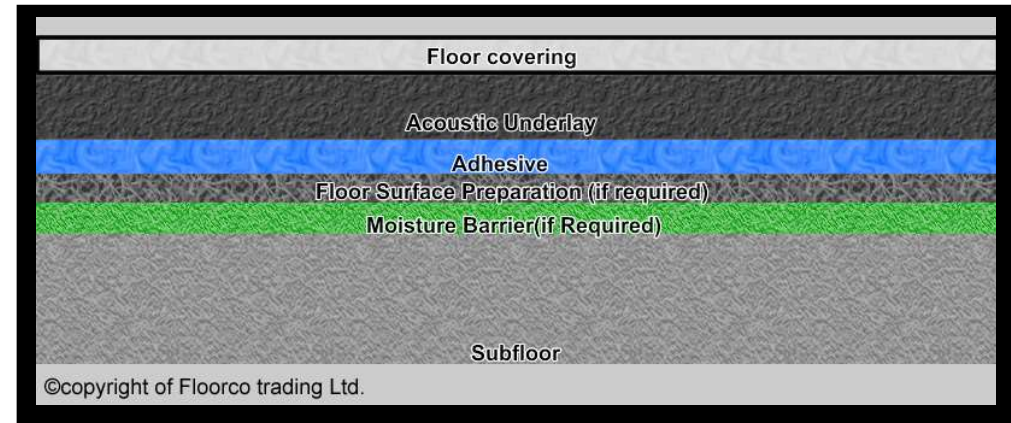 Floor covering
Acoustic Underlay
Adhesive
Floor Surface Preparation (if required)
Moisture Barrier(if Required)
Subfloor
©copyright of Floorco trading Ltd.